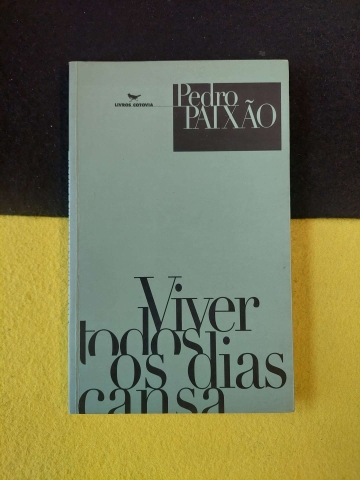 LIVROS COTOVIA
Pedro
PAIXÃO
Viver
todos
os dias
cansa